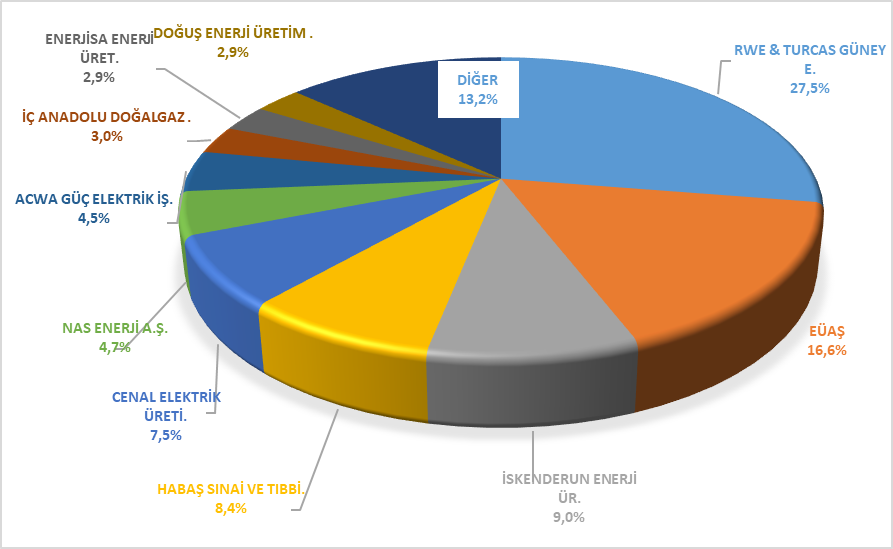 DİĞER
13,2%
RWE & TURCAS GÜNEY
E.
27,5%
EÜAŞ
16,6%
İSKENDERUN ENERJİ
ÜR.
9,0%
HABAŞ SINAİ VE TIBBİ.
8,4%
CENAL ELEKTRİK
ÜRETİ.
7,5%
NAS ENERJİ A.Ş.
4,7%
ACWA GÜÇ ELEKTRİK İŞ.
4,5%
İÇ ANADOLU DOĞALGAZ .
3,0%
ENERJİSA ENERJİ
ÜRET.
2,9%
DOĞUŞ ENERJİ ÜRETİM .
2,9%